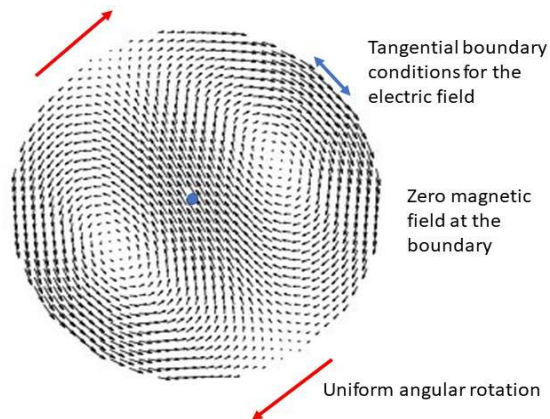 Tangential boundary
conditions for the
electric field
Zero magnetic
field at the
boundary
Uniform angular rotation